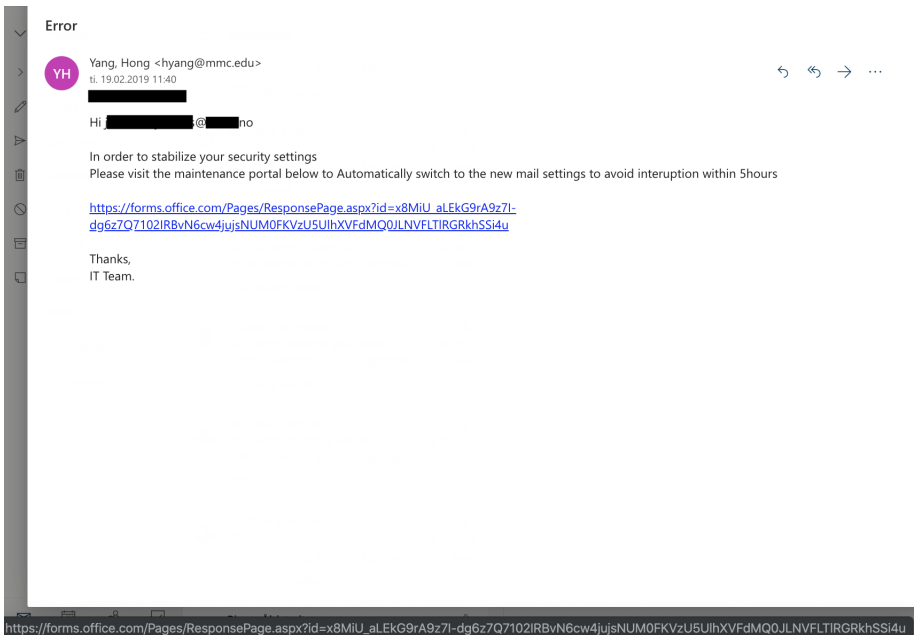 Error
YH
Yang, Hong <hyang@mmc.edu>
ti. 19.02.2019 11:40
Hi j s@ no
In order to stabilize your security settings
Please visit the maintenance portal below to Automatically switch to the new mail settings to avoid interuption within 5hours
https://forms.office.com/Pages/ResponsePage.aspx?id=x8MiU_aLEkG9rA9z7I-
dg6z7Q7102IRBvN6cw4jujsNUM0FKVzU5UlhXVFdMQ0JLNVFLTlRGRkhSSi4u
Thanks,
IT Team.
https://forms.office.com/Pages/ResponsePage.aspx?id=x8MiU_aLEkG9rA9z7I-dg6z7Q7102IRBvN6cw4jujsNUM0FKVzU5UlhXVFdMQ0JLNVFLTlRGRkhSSi4u